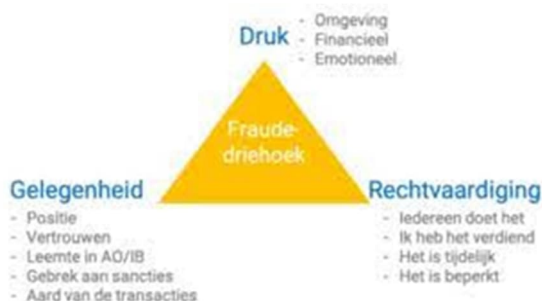 Druk
- Omgeving
- Financieel
- Emotioneel
Fraude-
driehoek
Gelegenheid
- Positie
- Vertrouwen
- Leemte in AO/IB
- Gebrek aan sancties
- Aard van de transacties
Rechtvaardiging
- Iedereen doet het
- Ik heb het verdiend
- Het is tijdelijk
- Het is beperkt